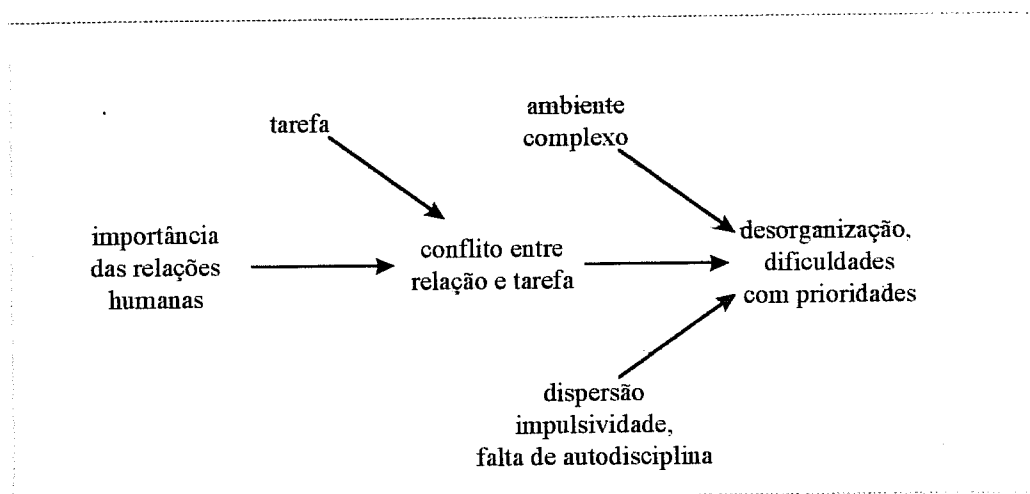 tarefa
ambiente
complexo
importância
das relações
humanas
conflito entre
relação e tarefa
desorganização,
dificuldades
com prioridades
dispersão
impulsividade,
falta de autodisciplina